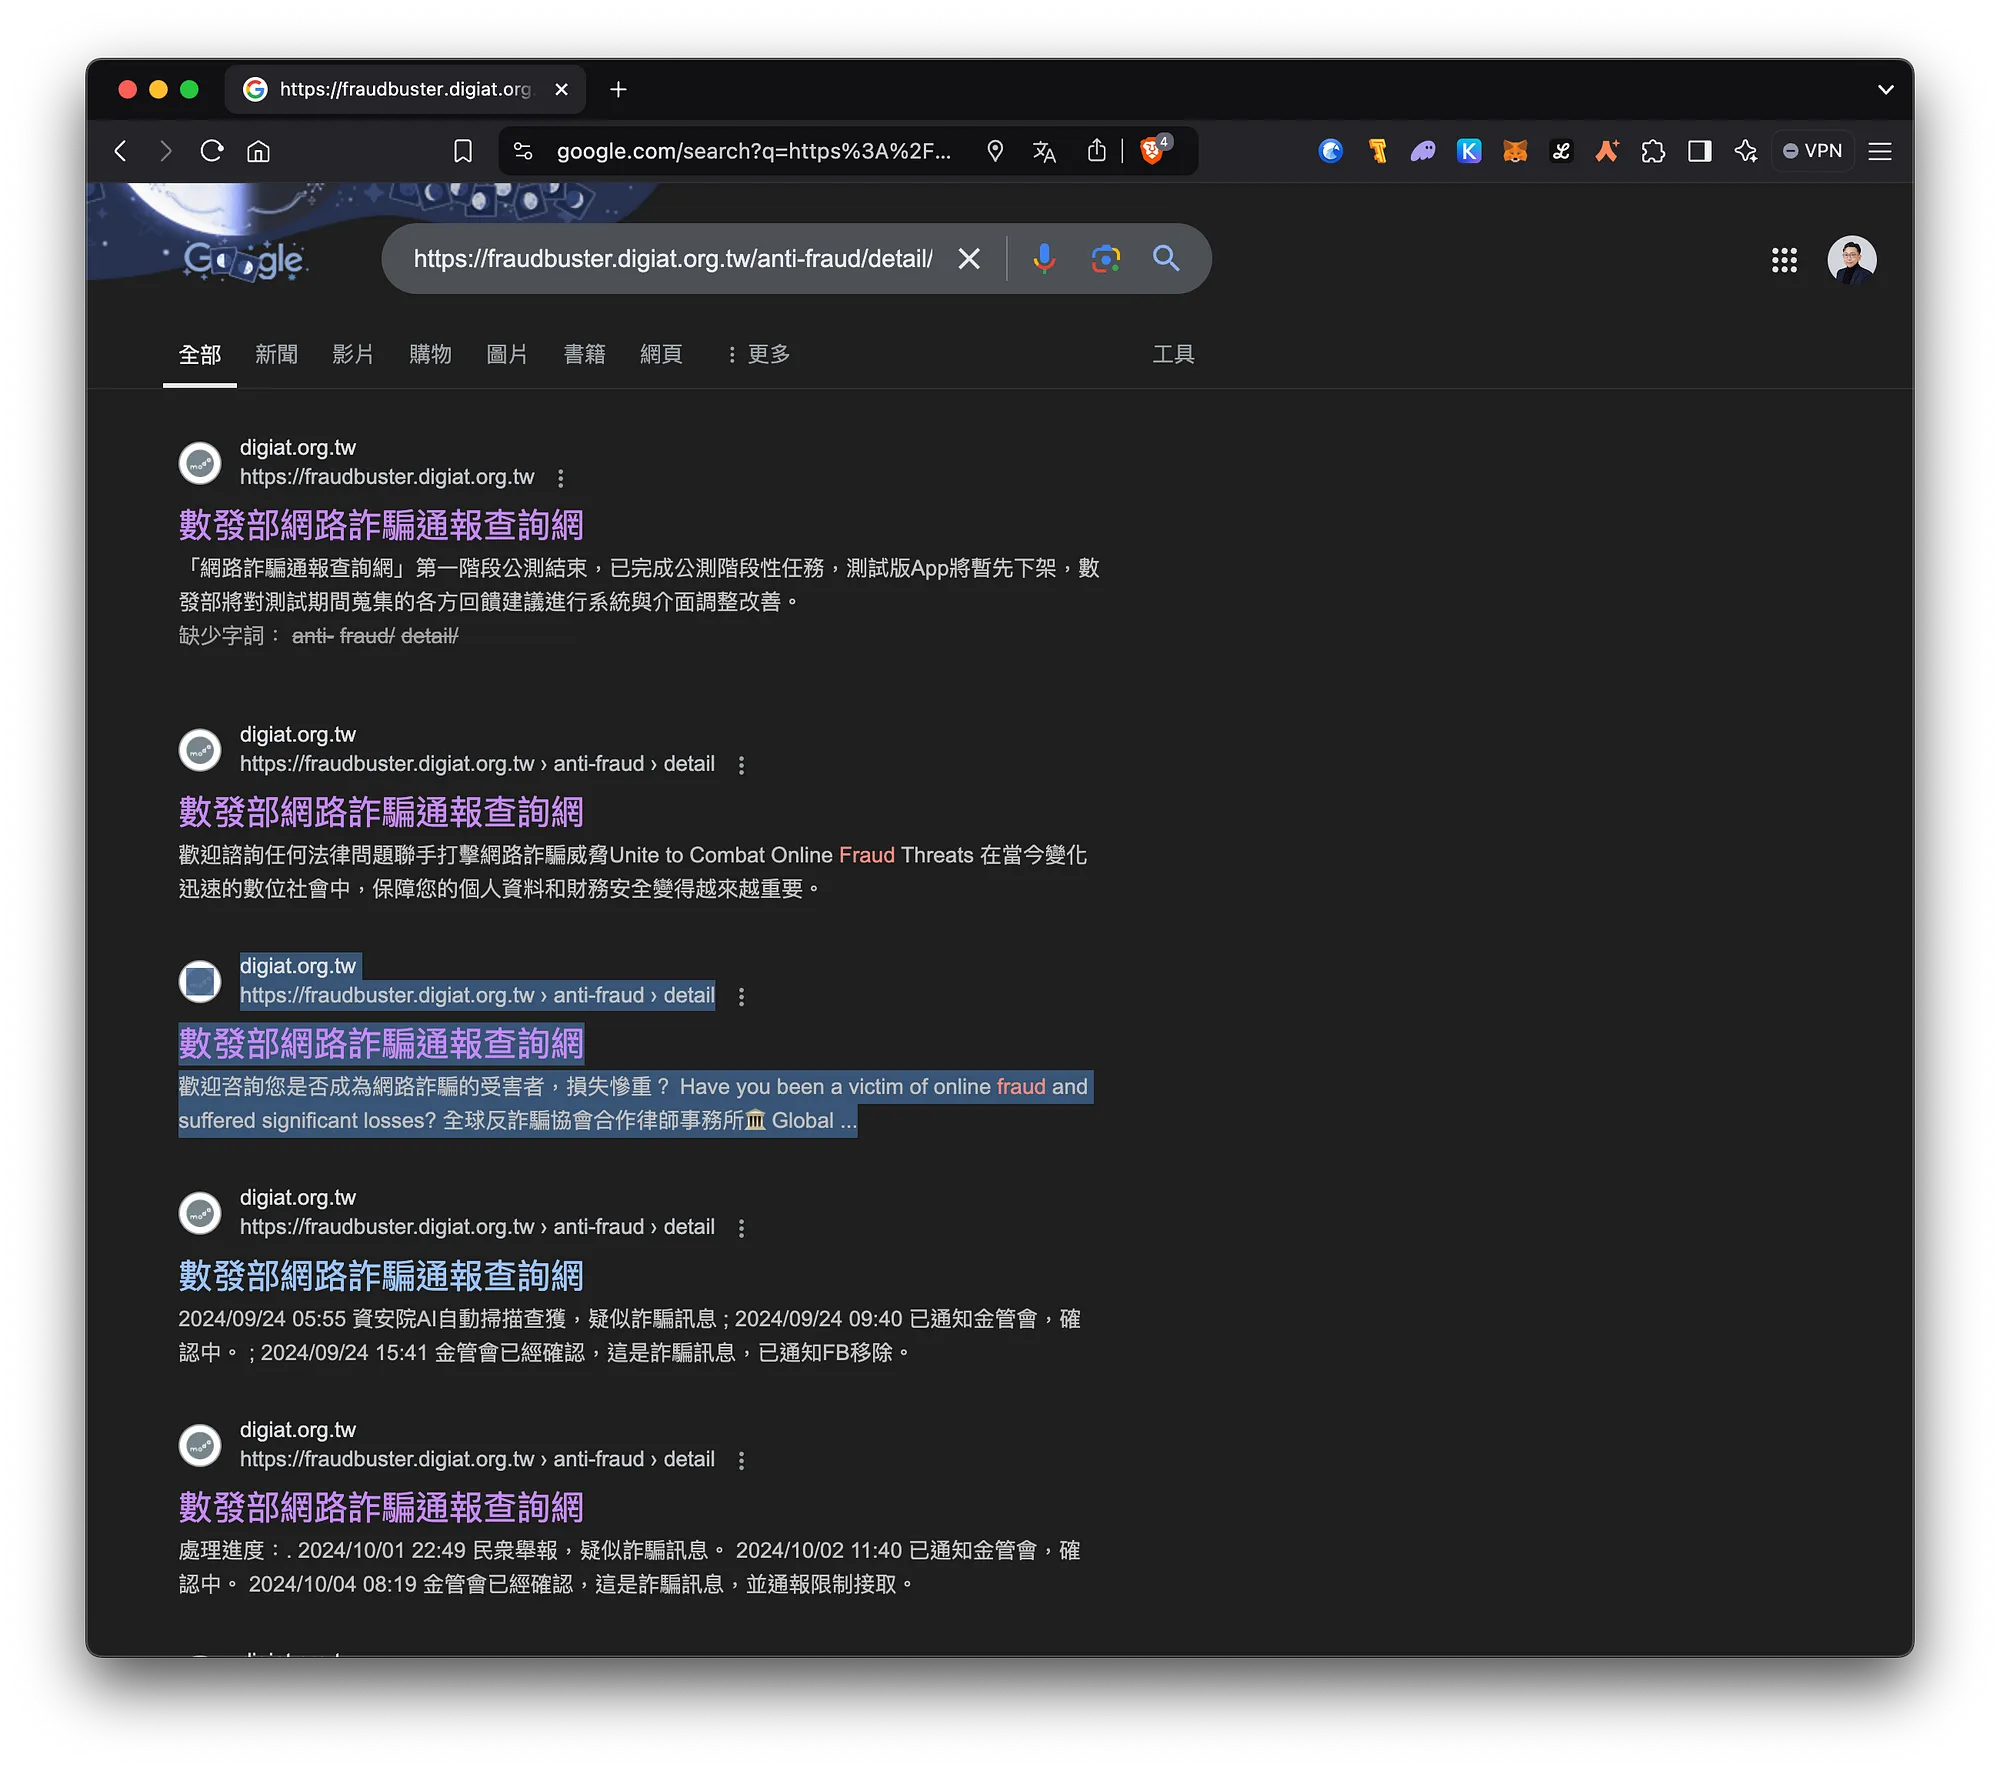 https://fraudbuster.digiat.org.
google.com/search?q=https%3A%2F...
4
VPN
Google
https://fraudbuster.digiat.org.tw/anti-fraud/detail/
全部 新聞 影片 購物 圖片 書籍 網頁 更多 工具
digiat.org.tw
https://fraudbuster.digiat.org.tw
數發部網路詐騙通報查詢網
「網路詐騙通報查詢網」第一階段公測結束，已完成公測階段性任務，測試版App將暫先下架，數
發部將對測試期間蒐集的各方回饋建議進行系統與介面調整改善。
缺少字詞： anti- fraud/ detail/
digiat.org.tw
https://fraudbuster.digiat.org.tw › anti-fraud › detail
數發部網路詐騙通報查詢網
歡迎諮詢任何法律問題聯手打擊網路詐騙威脅Unite to Combat Online Fraud Threats 在當今變化
迅速的數位社會中，保障您的個人資料和財務安全變得越來越重要。
digiat.org.tw
https://fraudbuster.digiat.org.tw › anti-fraud › detail
數發部網路詐騙通報查詢網
歡迎咨詢您是否成為網路詐騙的受害者，損失慘重？ Have you been a victim of online fraud and
suffered significant losses? 全球反詐騙協會合作律師事務所🏛️ Global ...
digiat.org.tw
https://fraudbuster.digiat.org.tw › anti-fraud › detail
數發部網路詐騙通報查詢網
2024/09/24 05:55 資安院AI自動掃描查獲，疑似詐騙訊息 ; 2024/09/24 09:40 已通知金管會，確
認中。 ; 2024/09/24 15:41 金管會已經確認，這是詐騙訊息，已通知FB移除。
digiat.org.tw
https://fraudbuster.digiat.org.tw › anti-fraud › detail
數發部網路詐騙通報查詢網
處理進度：. 2024/10/01 22:49 民眾舉報，疑似詐騙訊息。 2024/10/02 11:40 已通知金管會，確
認中。 2024/10/04 08:19 金管會已經確認，這是詐騙訊息，並通報限制接取。